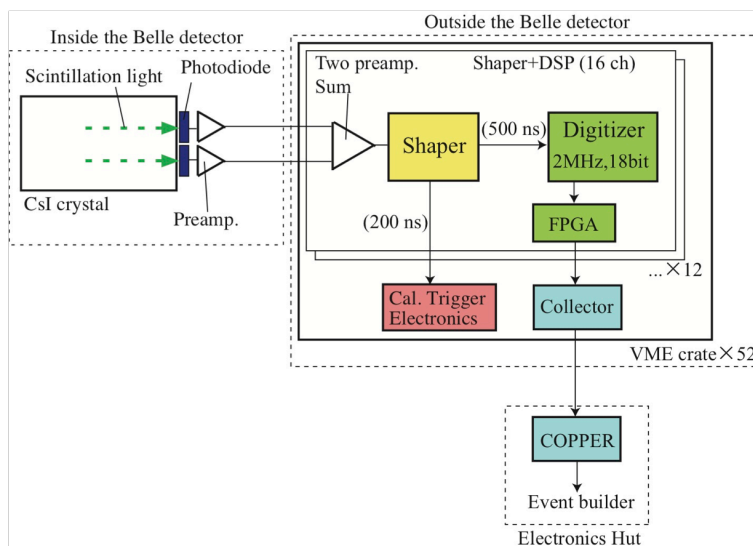 Outside the Belle detector
Inside the Belle detector
Scintillation light
Photodiode
CsI crystal
Preamp.
Two preamp.
Sum
Shaper+DSP (16 ch)
Shaper
(500 ns)
Digitizer
2MHz,18bit
(200 ns)
FPGA
...×12
Cal. Trigger
Electronics
Collector
VME crate×52
COPPER
Event builder
Electronics Hut